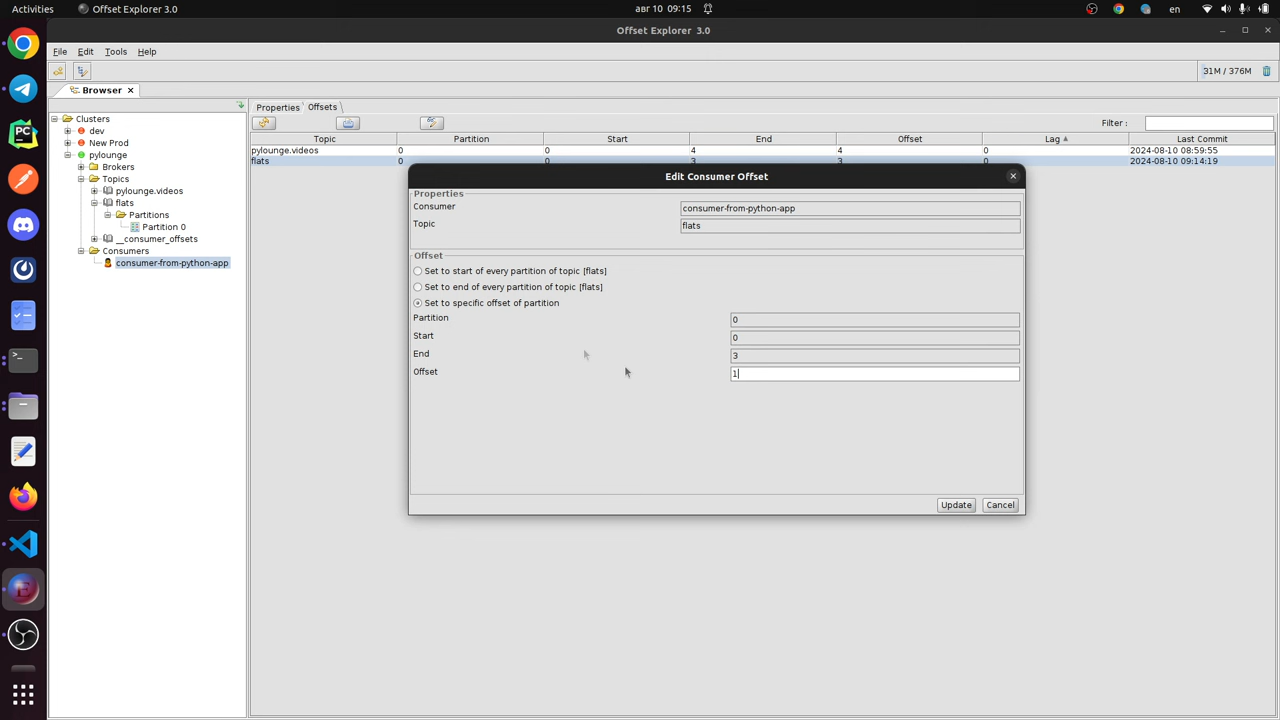 Activities
Offset Explorer 3.0
авг 10 09:15
en
Offset Explorer 3.0
File Edit Tools Help
31M / 376M
Browser
Properties Offsets
Clusters
dev
New Prod
pylounge
Brokers
Topics
pylounge.videos
flats
Partitions
Partition 0
__consumer_offsets
Consumers
consumer-from-python-app
Filter :
Topic Partition Start End Offset Lag Last Commit
pylounge.videos 0 0 4 4 0 2024-08-10 08:59:55
flats 0 0 3 3 0 2024-08-10 09:14:19
Edit Consumer Offset
Properties
Consumer consumer-from-python-app
Topic flats
Offset
Set to start of every partition of topic [flats]
Set to end of every partition of topic [flats]
Set to specific offset of partition
Partition 0
Start 0
End 3
Offset 1
Update Cancel